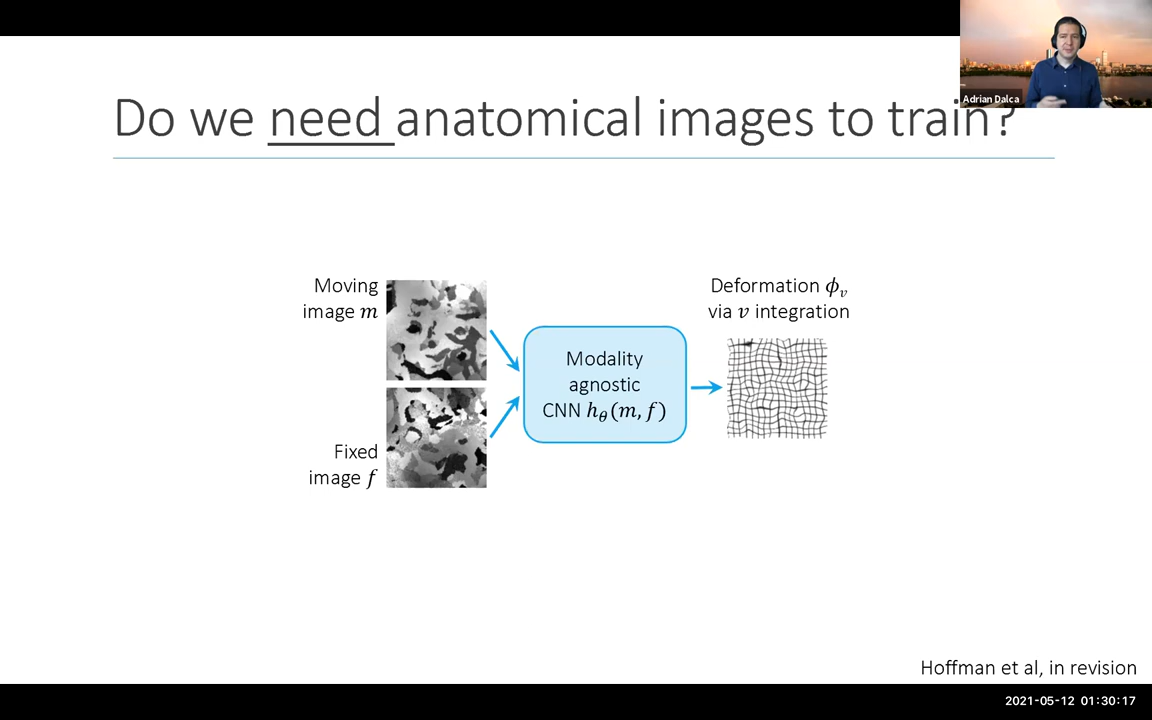 Adrian Dalca
Do we need anatomical images to train?
Moving
image m
Fixed
image f
Modality
agnostic
CNN hθ(m, f)
Deformation ϕv
via v integration
Hoffman et al, in revision
2021-05-12 01:30:17